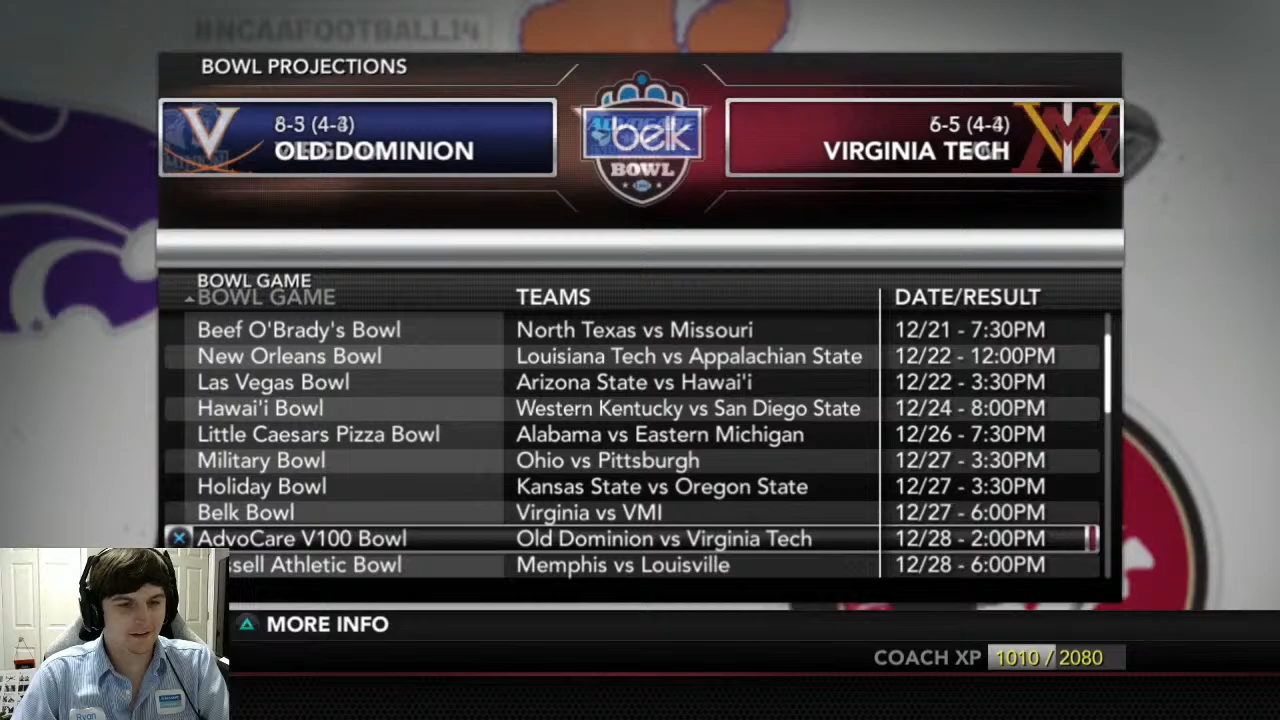 #NCAAFOOTBALL14
BOWL PROJECTIONS
8-5 (4-3)
OLD DOMINION
belk
BOWL
6-5 (4-4)
VIRGINIA TECH
BOWL GAME
BOWL GAME TEAMS DATE/RESULT
Beef O'Brady's Bowl North Texas vs Missouri 12/21 - 7:30PM
New Orleans Bowl Louisiana Tech vs Appalachian State 12/22 - 12:00PM
Las Vegas Bowl Arizona State vs Hawai'i 12/22 - 3:30PM
Hawai'i Bowl Western Kentucky vs San Diego State 12/24 - 8:00PM
Little Caesars Pizza Bowl Alabama vs Eastern Michigan 12/26 - 7:30PM
Military Bowl Ohio vs Pittsburgh 12/27 - 3:30PM
Holiday Bowl Kansas State vs Oregon State 12/27 - 3:30PM
Belk Bowl Virginia vs VMI 12/27 - 6:00PM
AdvoCare V100 Bowl Old Dominion vs Virginia Tech 12/28 - 2:00PM
sell Athletic Bowl Memphis vs Louisville 12/28 - 6:00PM
MORE INFO
COACH XP 1010 / 2080
Ryan